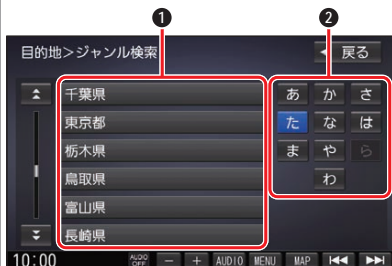 ❶ ❷
目的地>ジャンル検索 戻る
千葉県
東京都
栃木県
鳥取県
富山県
長崎県
あ か さ
た な は
ま や ら
わ
10:00 AUDIO OFF − + AUDIO MENU MAP